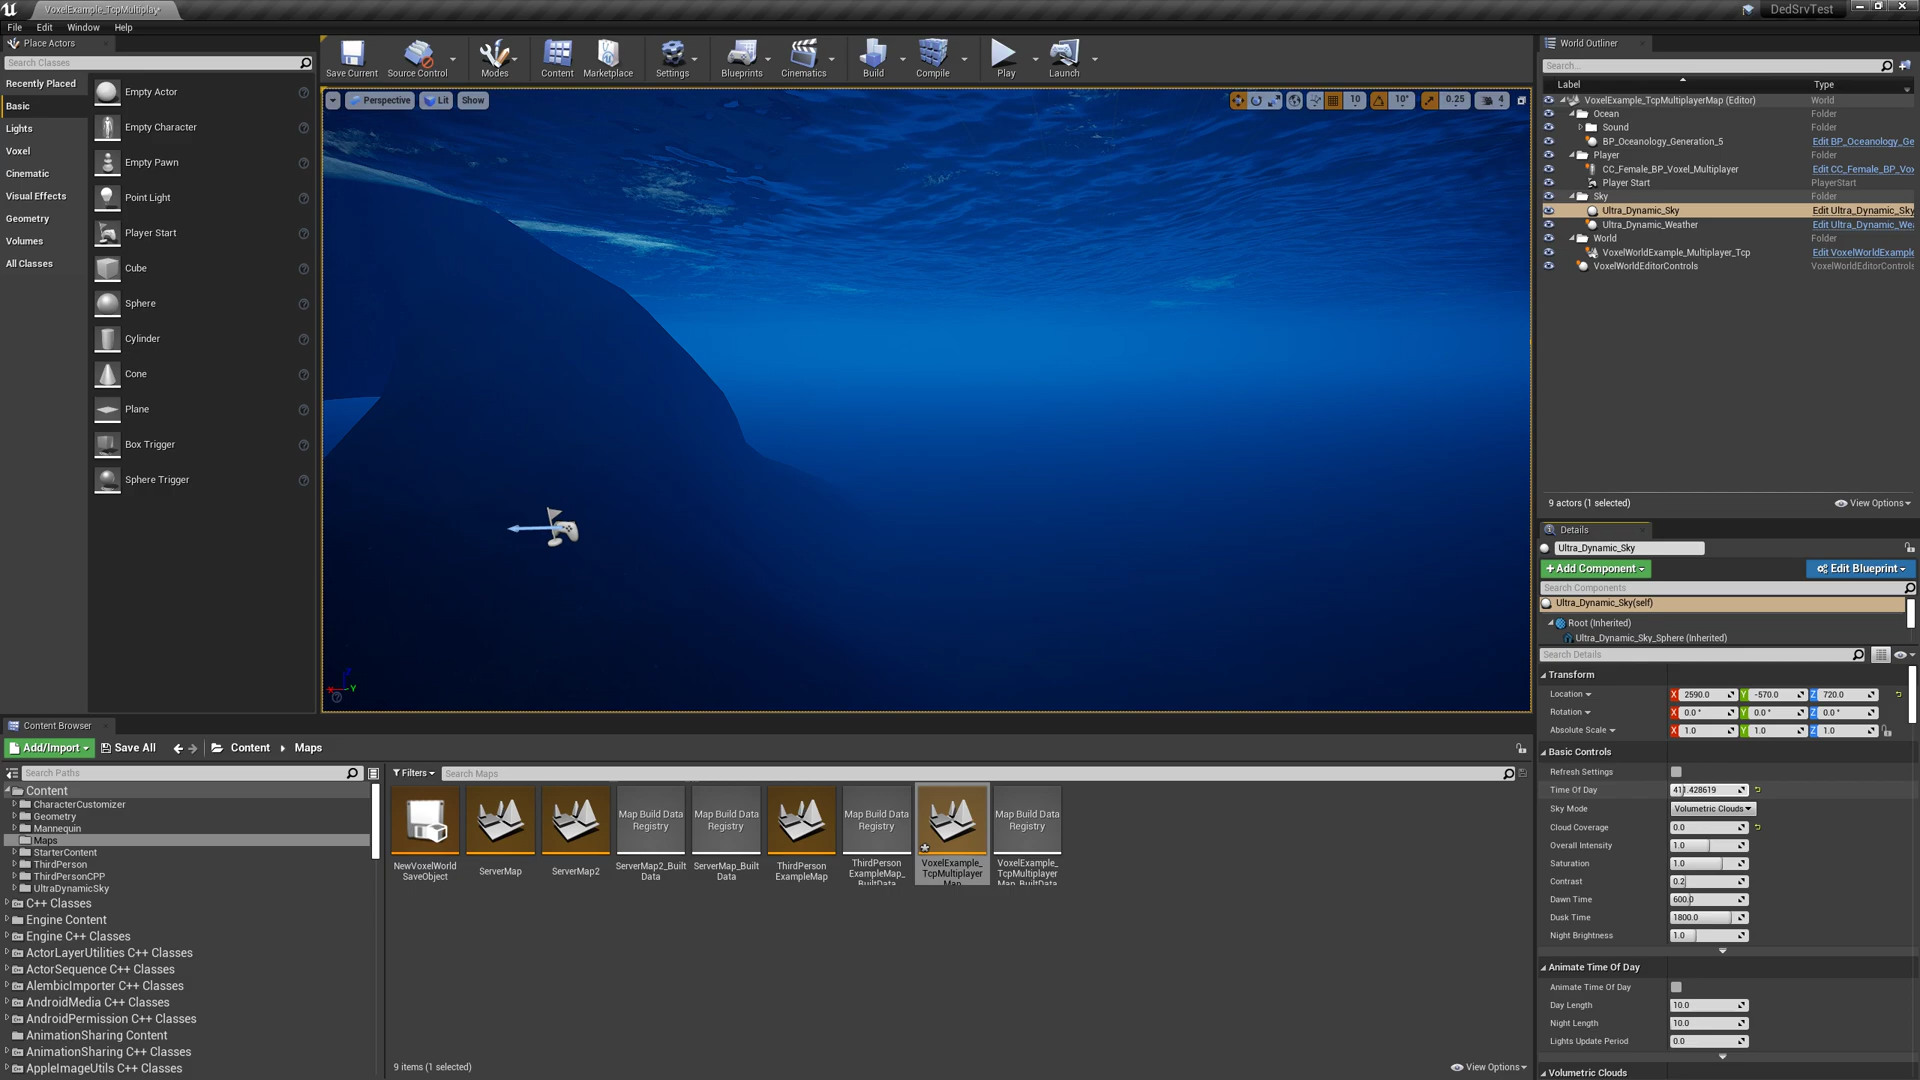 VoxelExample_TcpMultiplay*
DedSrvTest
File Edit Window Help
Place Actors
Search Classes
Recently Placed
Basic
Lights
Voxel
Cinematic
Visual Effects
Geometry
Volumes
All Classes
Empty Actor
Empty Character
Empty Pawn
Point Light
Player Start
Cube
Sphere
Cylinder
Cone
Plane
Box Trigger
Sphere Trigger
Save Current
Source Control
Modes
Content
Marketplace
Settings
Blueprints
Cinematics
Build
Compile
Play
Launch
Perspective
Lit
Show
10
10°
0.25
4
Y
World Outliner
Search...
Label Type
VoxelExample_TcpMultiplayerMap (Editor) World
Ocean Folder
Sound Folder
BP_Oceanology_Generation_5 Edit BP_Oceanology_Ge
Player Folder
CC_Female_BP_Voxel_Multiplayer Edit CC_Female_BP_Vox
Player Start PlayerStart
Sky Folder
Ultra_Dynamic_Sky Edit Ultra_Dynamic_Sky
Ultra_Dynamic_Weather Edit Ultra_Dynamic_Wea
World Folder
VoxelWorldExample_Multiplayer_Tcp Edit VoxelWorldExample
VoxelWorldEditorControls VoxelWorldEditorControls
9 actors (1 selected)
View Options
Details
Ultra_Dynamic_Sky
+Add Component
Edit Blueprint
Search Components
Ultra_Dynamic_Sky(self)
Root (Inherited)
Ultra_Dynamic_Sky_Sphere (Inherited)
Search Details
Transform
Location X 2590.0 Y -570.0 Z 720.0
Rotation X 0.0 ° Y 0.0 ° Z 0.0 °
Absolute Scale X 1.0 Y 1.0 Z 1.0
Basic Controls
Refresh Settings
Time Of Day 411.428619
Sky Mode Volumetric Clouds
Cloud Coverage 0.0
Overall Intensity 1.0
Saturation 1.0
Contrast 0.2
Dawn Time 600.0
Dusk Time 1800.0
Night Brightness 1.0
Animate Time Of Day
Animate Time Of Day
Day Length 10.0
Night Length 10.0
Lights Update Period 0.0
Volumetric Clouds
Content Browser
Add/Import
Save All
Content
Maps
Search Paths
Filters
Search Maps
Content
CharacterCustomizer
Geometry
Mannequin
Maps
StarterContent
ThirdPerson
ThirdPersonCPP
UltraDynamicSky
C++ Classes
Engine Content
Engine C++ Classes
ActorLayerUtilities C++ Classes
ActorSequence C++ Classes
AlembicImporter C++ Classes
AndroidMedia C++ Classes
AndroidPermission C++ Classes
AnimationSharing Content
AnimationSharing C++ Classes
AppleImageUtils C++ Classes
NewVoxelWorld
SaveObject
ServerMap
ServerMap2
Map Build Data
Registry
ServerMap2_Built
Data
Map Build Data
Registry
ServerMap_Built
Data
ThirdPerson
ExampleMap
Map Build Data
Registry
ThirdPerson
ExampleMap_
BuiltData
VoxelExample_
TcpMultiplayer
Map
Map Build Data
Registry
VoxelExample_
TcpMultiplayer
Map_BuiltData
9 items (1 selected)
View Options